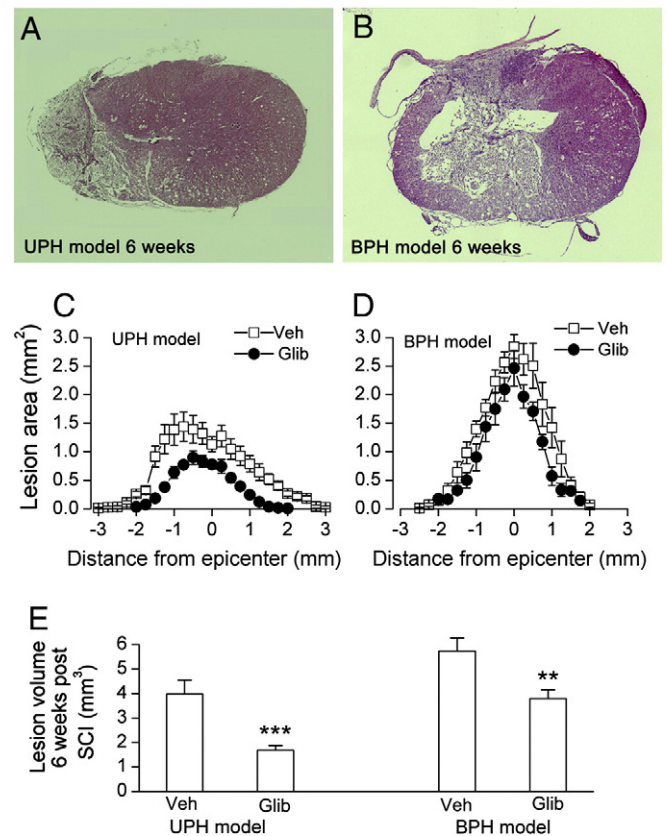 A
B
UPH model 6 weeks
BPH model 6 weeks
C
D
UPH model
Veh
Glib
BPH model
Veh
Glib
Lesion area (mm²)
3.0
2.5
2.0
1.5
1.0
0.5
0.0
3.0
2.5
2.0
1.5
1.0
0.5
0.0
-3 -2 -1 0 1 2 3
-3 -2 -1 0 1 2 3
Distance from epicenter (mm)
Distance from epicenter (mm)
E
Lesion volume
6 weeks post
SCI (mm³)
6
5
4
3
2
1
0
***
**
Veh Glib Veh Glib
UPH model BPH model